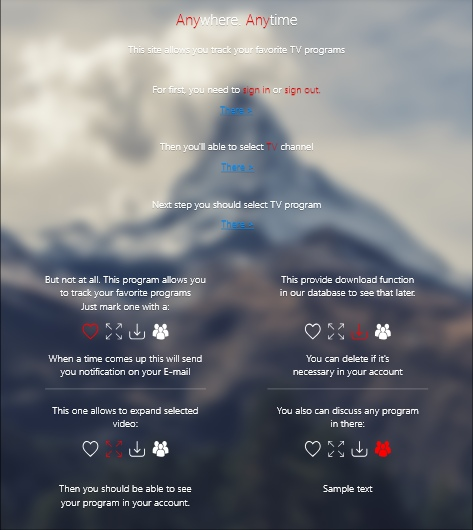 Anywhere. Anytime
This site allows you track your favorite TV programs
For first, you need to sign in or sign out.
There >
Then you'll able to select TV channel
There >
Next step you should select TV program
There >
But not at all. This program allows you
to track your favorite programs
Just mark one with a:
When a time comes up this will send
you notification on your E-mail
This provide download function
in our database to see that later.
You can delete if it's
necessary in your account
This one allows to expand selected
video:
Then you should be able to see
your program in your account.
You also can discuss any program
in there:
Sample text